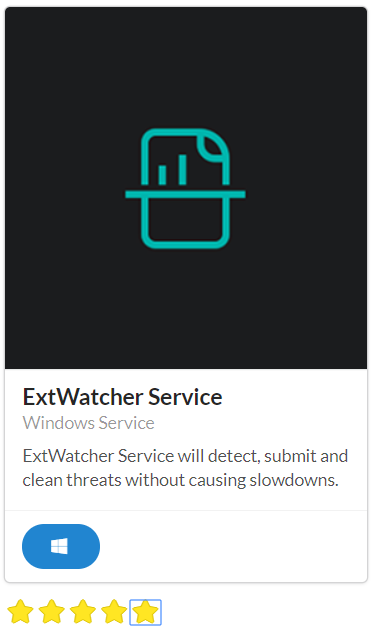 ExtWatcher Service
Windows Service
ExtWatcher Service will detect, submit and
clean threats without causing slowdowns.